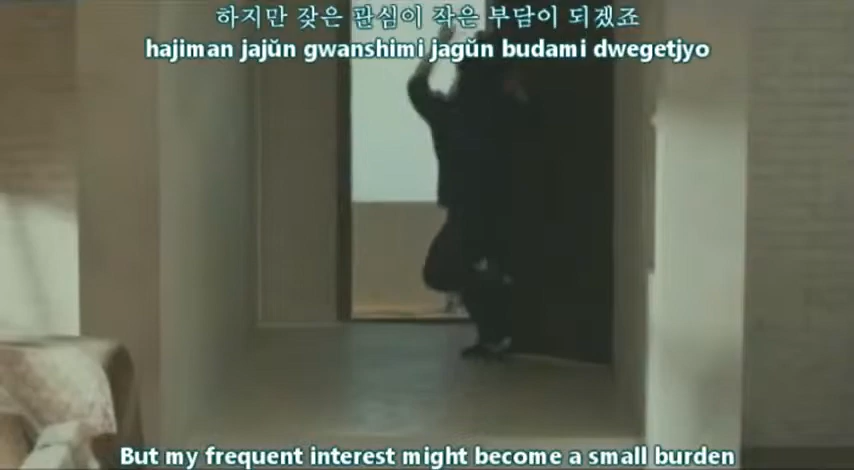 하지만 잦은 관심이 작은 부담이 되겠죠
hajiman jajŭn gwanshimi jagŭn budami dwegetjyo
But my frequent interest might become a small burden